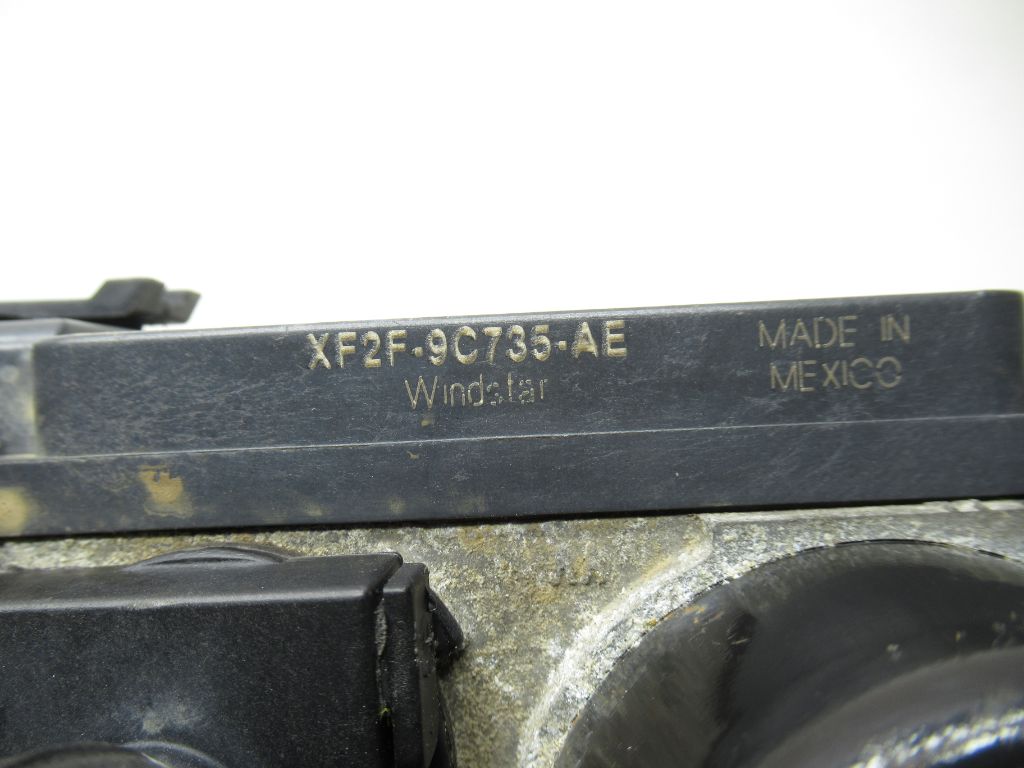 XF2F-9C735-AE
Windstar
MADE IN
MEXICO